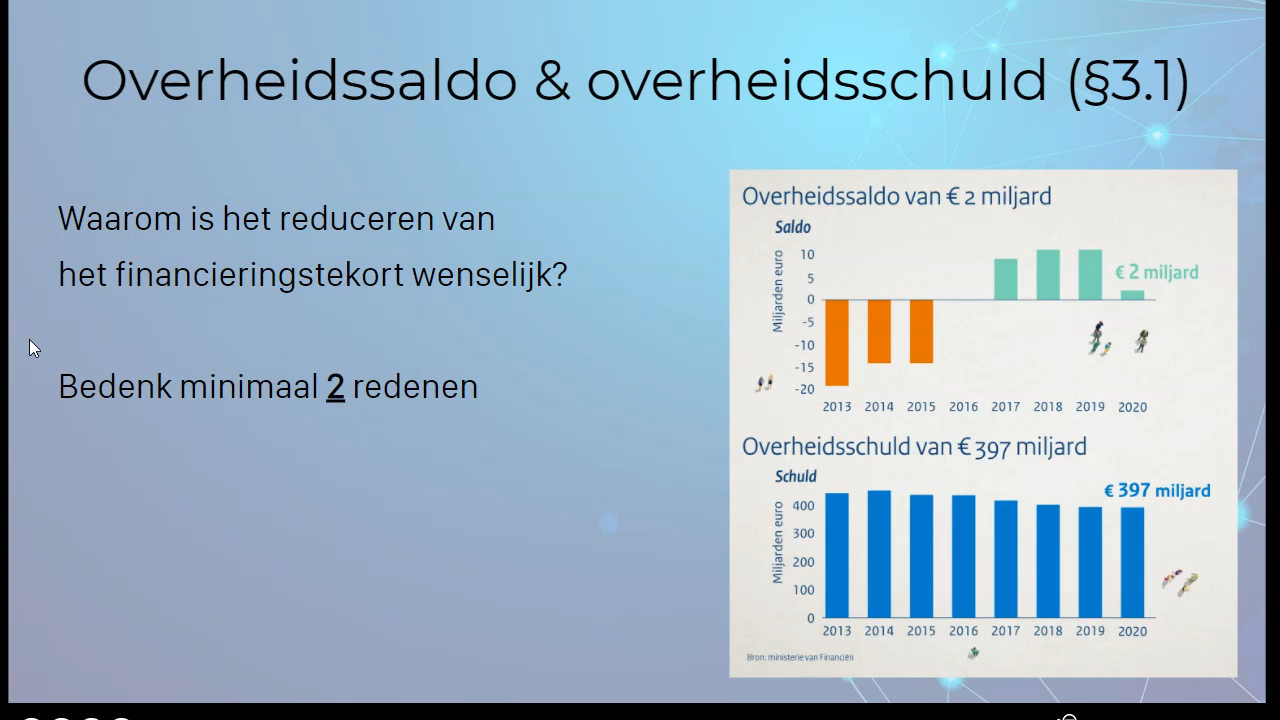 Overheidssaldo & overheidsschuld (§3.1)
Waarom is het reduceren van
het financieringstekort wenselijk?
Bedenk minimaal 2 redenen
Overheidssaldo van € 2 miljard
Saldo
Miljarden euro
10
5
0
-5
-10
-15
-20
€ 2 miljard
2013 2014 2015 2016 2017 2018 2019 2020
Overheidsschuld van € 397 miljard
Schuld
€ 397 miljard
Miljarden euro
400
300
200
100
0
2013 2014 2015 2016 2017 2018 2019 2020
Bron: ministerie van Financiën